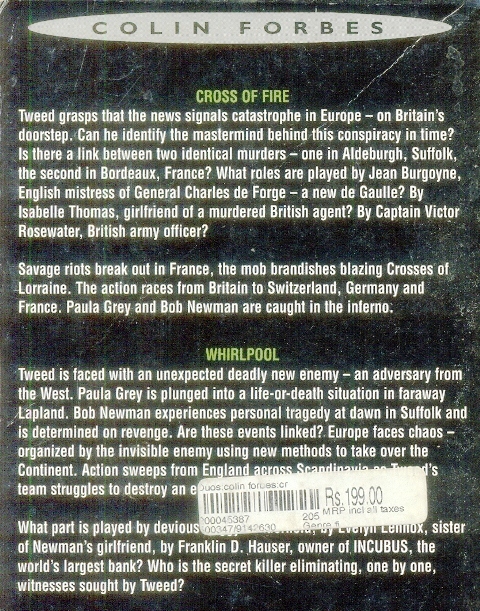 COLIN FORBES
CROSS OF FIRE
Tweed grasps that the news signals catastrophe in Europe – on Britain's
doorstep. Can he identify the mastermind behind this conspiracy in time?
Is there a link between two identical murders – one in Aldeburgh, Suffolk,
the second in Bordeaux, France? What roles are played by Jean Burgoyne,
English mistress of General Charles de Forge – a new de Gaulle? By
Isabelle Thomas, girlfriend of a murdered British agent? By Captain Victor
Rosewater, British army officer?
Savage riots break out in France, the mob brandishes blazing Crosses of
Lorraine. The action races from Britain to Switzerland, Germany and
France. Paula Grey and Bob Newman are caught in the inferno.
WHIRLPOOL
Tweed is faced with an unexpected deadly new enemy – an adversary from
the West. Paula Grey is plunged into a life-or-death situation in faraway
Lapland. Bob Newman experiences personal tragedy at dawn in Suffolk and
is determined on revenge. Are these events linked? Europe faces chaos –
organized by the invisible enemy using new methods to take over the
Continent. Action sweeps from England across Scandinavia as Tweed's
team struggles to destroy an
Duos:colin forbes:cr
Rs.199.00
00045387 205 MRP incl all taxes
00347/9142630 Genre
What part is played by devious by Evelyn Lennox, sister
of Newman's girlfriend, by Franklin D. Hauser, owner of INCUBUS, the
world's largest bank? Who is the secret killer eliminating, one by one,
witnesses sought by Tweed?